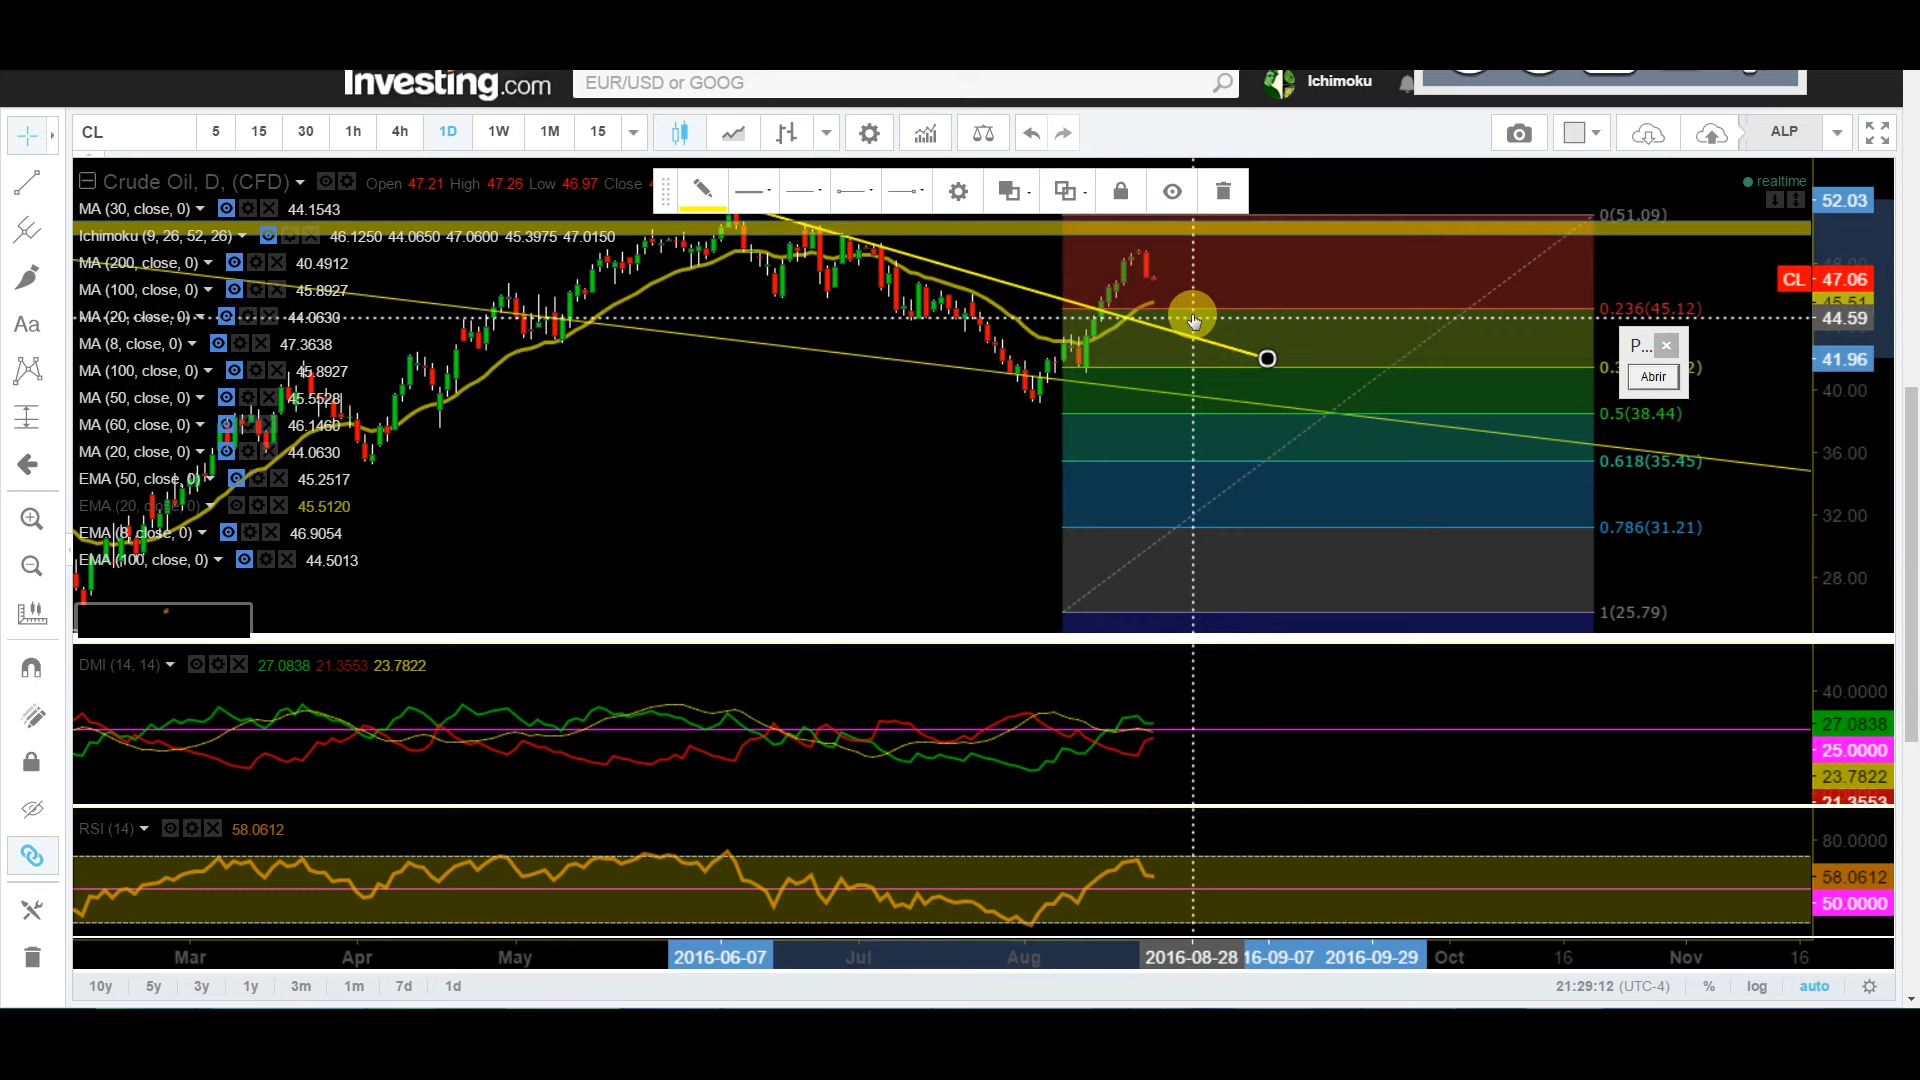 Investing.com
EUR/USD or GOOG
Ichimoku
CL
5 15 30 1h 4h 1D 1W 1M 15
ALP
Crude Oil, D, (CFD)
Open 47.21 High 47.26 Low 46.97 Close
MA (30, close, 0) 44.1543
Ichimoku (9, 26, 52, 26) 46.1250 44.0650 47.0600 45.3975 47.0150
MA (200, close, 0) 40.4912
MA (100, close, 0) 45.8927
MA (20, close, 0) 44.0630
MA (8, close, 0) 47.3638
MA (100, close, 0) 45.8927
MA (50, close, 0) 45.5528
MA (60, close, 0) 46.1460
MA (20, close, 0) 44.0630
EMA (50, close, 0) 45.2517
EMA (20, close, 0) 45.5120
EMA (8, close, 0) 46.9054
EMA (100, close, 0) 44.5013
realtime
0(51.09)
0.236(45.12)
0.5(38.44)
0.618(35.45)
0.786(31.21)
1(25.79)
P...
Abrir
52.03
48.00
CL 47.06
45.51
44.59
41.96
40.00
36.00
32.00
28.00
DMI (14, 14) 27.0838 21.3553 23.7822
40.0000
27.0838
25.0000
23.7822
21.3553
RSI (14) 58.0612
80.0000
58.0612
50.0000
Mar Apr May 2016-06-07 Jul Aug 2016-08-28 16-09-07 2016-09-29 Oct 16 Nov 16
10y 5y 3y 1y 3m 1m 7d 1d
21:29:12 (UTC-4) % log auto
Aa